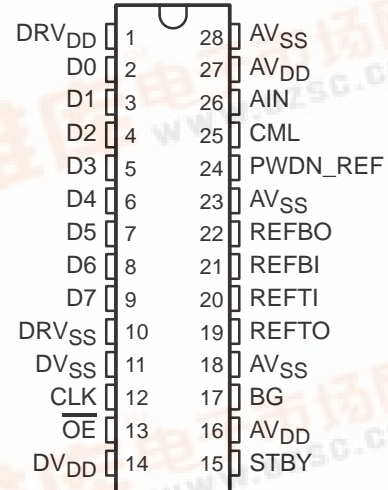 DRVDD 1 28 AVSS
D0 2 27 AVDD
D1 3 26 AIN
D2 4 25 CML
D3 5 24 PWDN_REF
D4 6 23 AVSS
D5 7 22 REFBO
D6 8 21 REFBI
D7 9 20 REFTI
DRVSS 10 19 REFTO
DVSS 11 18 AVSS
CLK 12 17 BG
OE 13 16 AVDD
DVDD 14 15 STBY